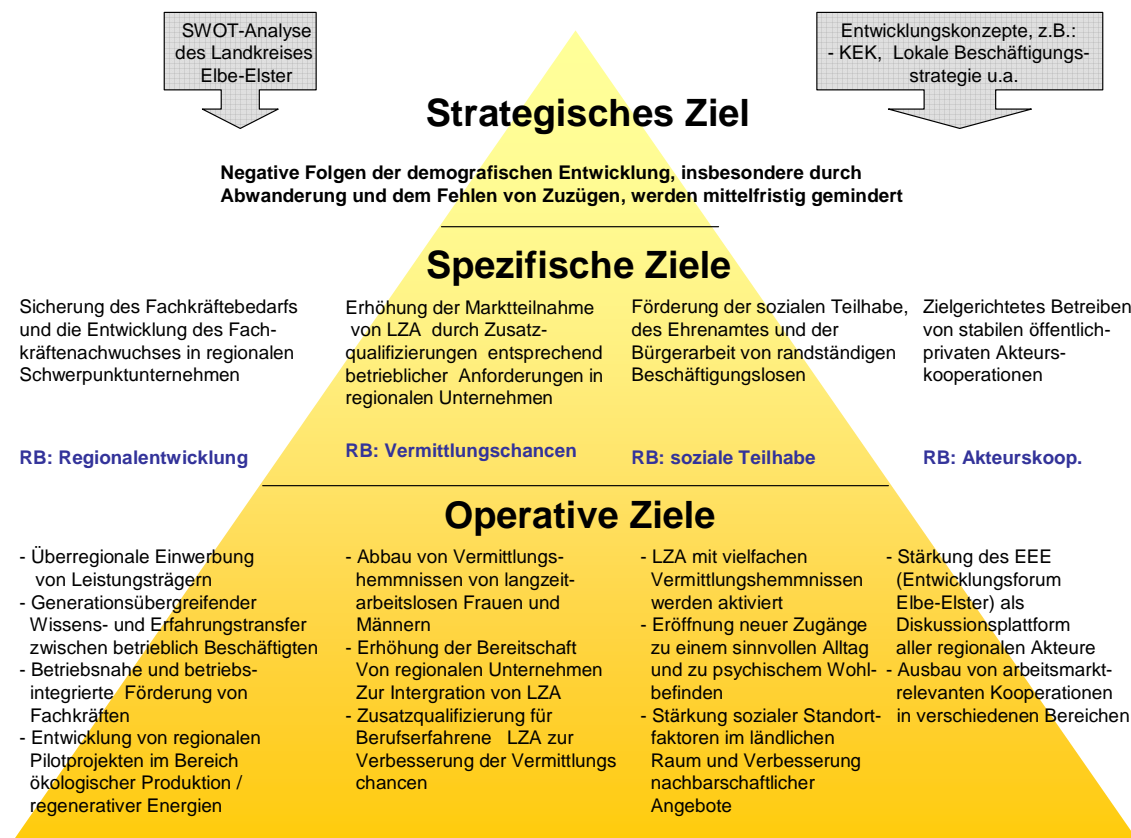 SWOT-Analyse
des Landkreises
Elbe-Elster
Entwicklungskonzepte, z.B.:
- KEK, Lokale Beschäftigungs-
strategie u.a.
Strategisches Ziel
Negative Folgen der demografischen Entwicklung, insbesondere durch
Abwanderung und dem Fehlen von Zuzügen, werden mittelfristig gemindert
Spezifische Ziele
Sicherung des Fachkräftebedarfs
und die Entwicklung des Fach-
kräftenachwuchses in regionalen
Schwerpunktunternehmen
RB: Regionalentwicklung
Erhöhung der Marktteilnahme
von LZA durch Zusatz-
qualifizierungen entsprechend
betrieblicher Anforderungen in
regionalen Unternehmen
RB: Vermittlungschancen
Förderung der sozialen Teilhabe,
des Ehrenamtes und der
Bürgerarbeit von randständigen
Beschäftigungslosen
RB: soziale Teilhabe
Zielgerichtetes Betreiben
von stabilen öffentlich-
privaten Akteurs-
kooperationen
RB: Akteurskoop.
Operative Ziele
- Überregionale Einwerbung
von Leistungsträgern
- Generationsübergreifender
Wissens- und Erfahrungstransfer
zwischen betrieblich Beschäftigten
- Betriebsnahe und betriebs-
integrierte Förderung von
Fachkräften
- Entwicklung von regionalen
Pilotprojekten im Bereich
ökologischer Produktion /
regenerativer Energien
- Abbau von Vermittlungs-
hemmnissen von langzeit-
arbeitslosen Frauen und
Männern
- Erhöhung der Bereitschaft
Von regionalen Unternehmen
Zur Intergration von LZA
- Zusatzqualifizierung für
Berufserfahrene LZA zur
Verbesserung der Vermittlungs
chancen
- LZA mit vielfachen
Vermittlungshemmnissen
werden aktiviert
- Eröffnung neuer Zugänge
zu einem sinnvollen Alltag
und zu psychischem Wohl-
befinden
- Stärkung sozialer Standort-
faktoren im ländlichen
Raum und Verbesserung
nachbarschaftlicher
Angebote
- Stärkung des EEE
(Entwicklungsforum
Elbe-Elster) als
Diskussionsplattform
aller regionalen Akteure
- Ausbau von arbeitsmarkt-
relevanten Kooperationen
in verschiedenen Bereichen